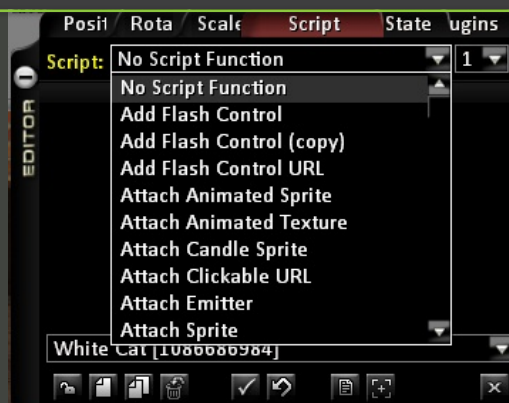 Posit Rota Scale Script State ugins
Script: No Script Function 1
No Script Function
Add Flash Control
Add Flash Control (copy)
Add Flash Control URL
Attach Animated Sprite
Attach Animated Texture
Attach Candle Sprite
Attach Clickable URL
Attach Emitter
Attach Sprite
White Cat [1086686984]
EDITOR